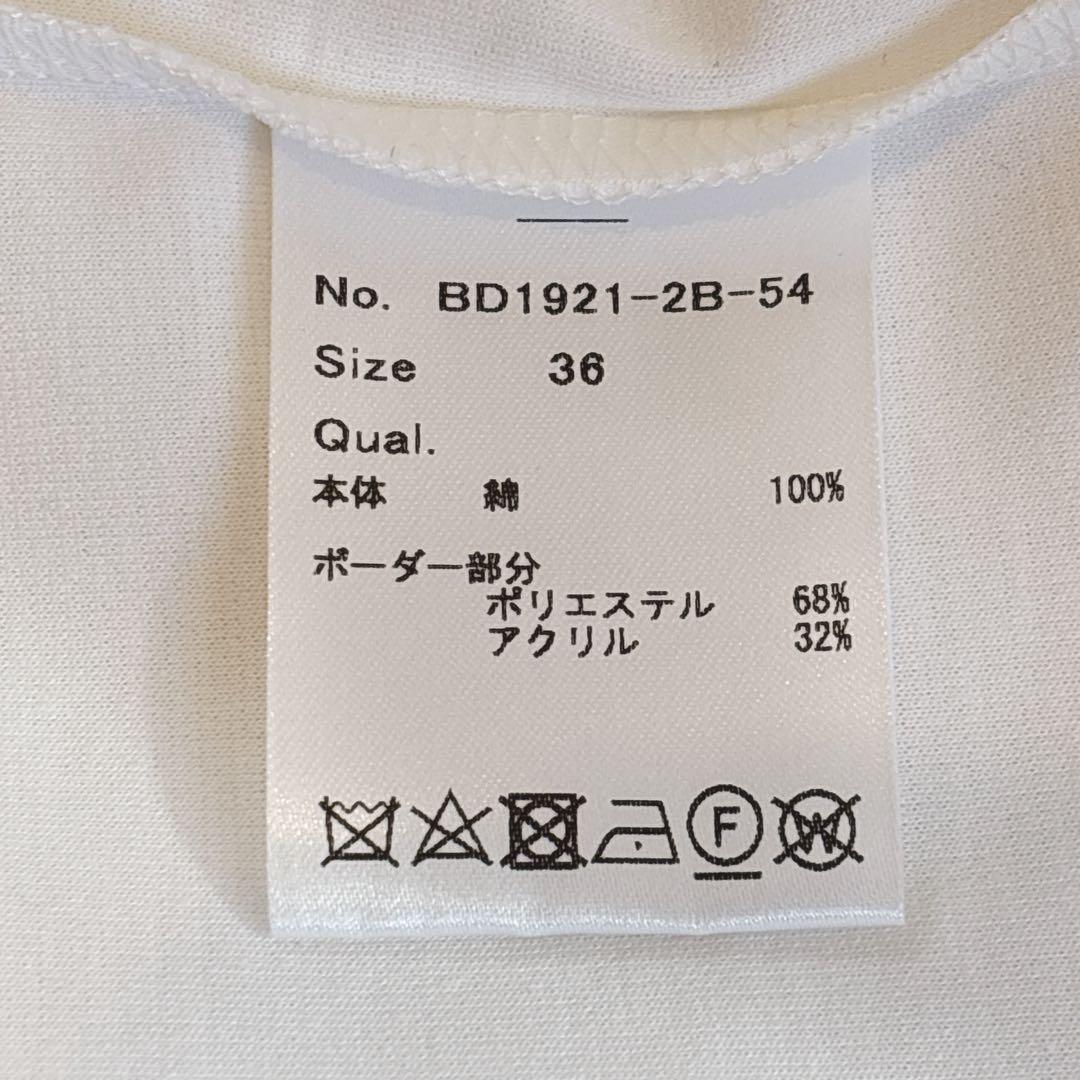 No. BD1921-2B-54
Size 36
Qual.
本体 綿 100%
ボーダー部分
ポリエステル 68%
アクリル 32%
F
W